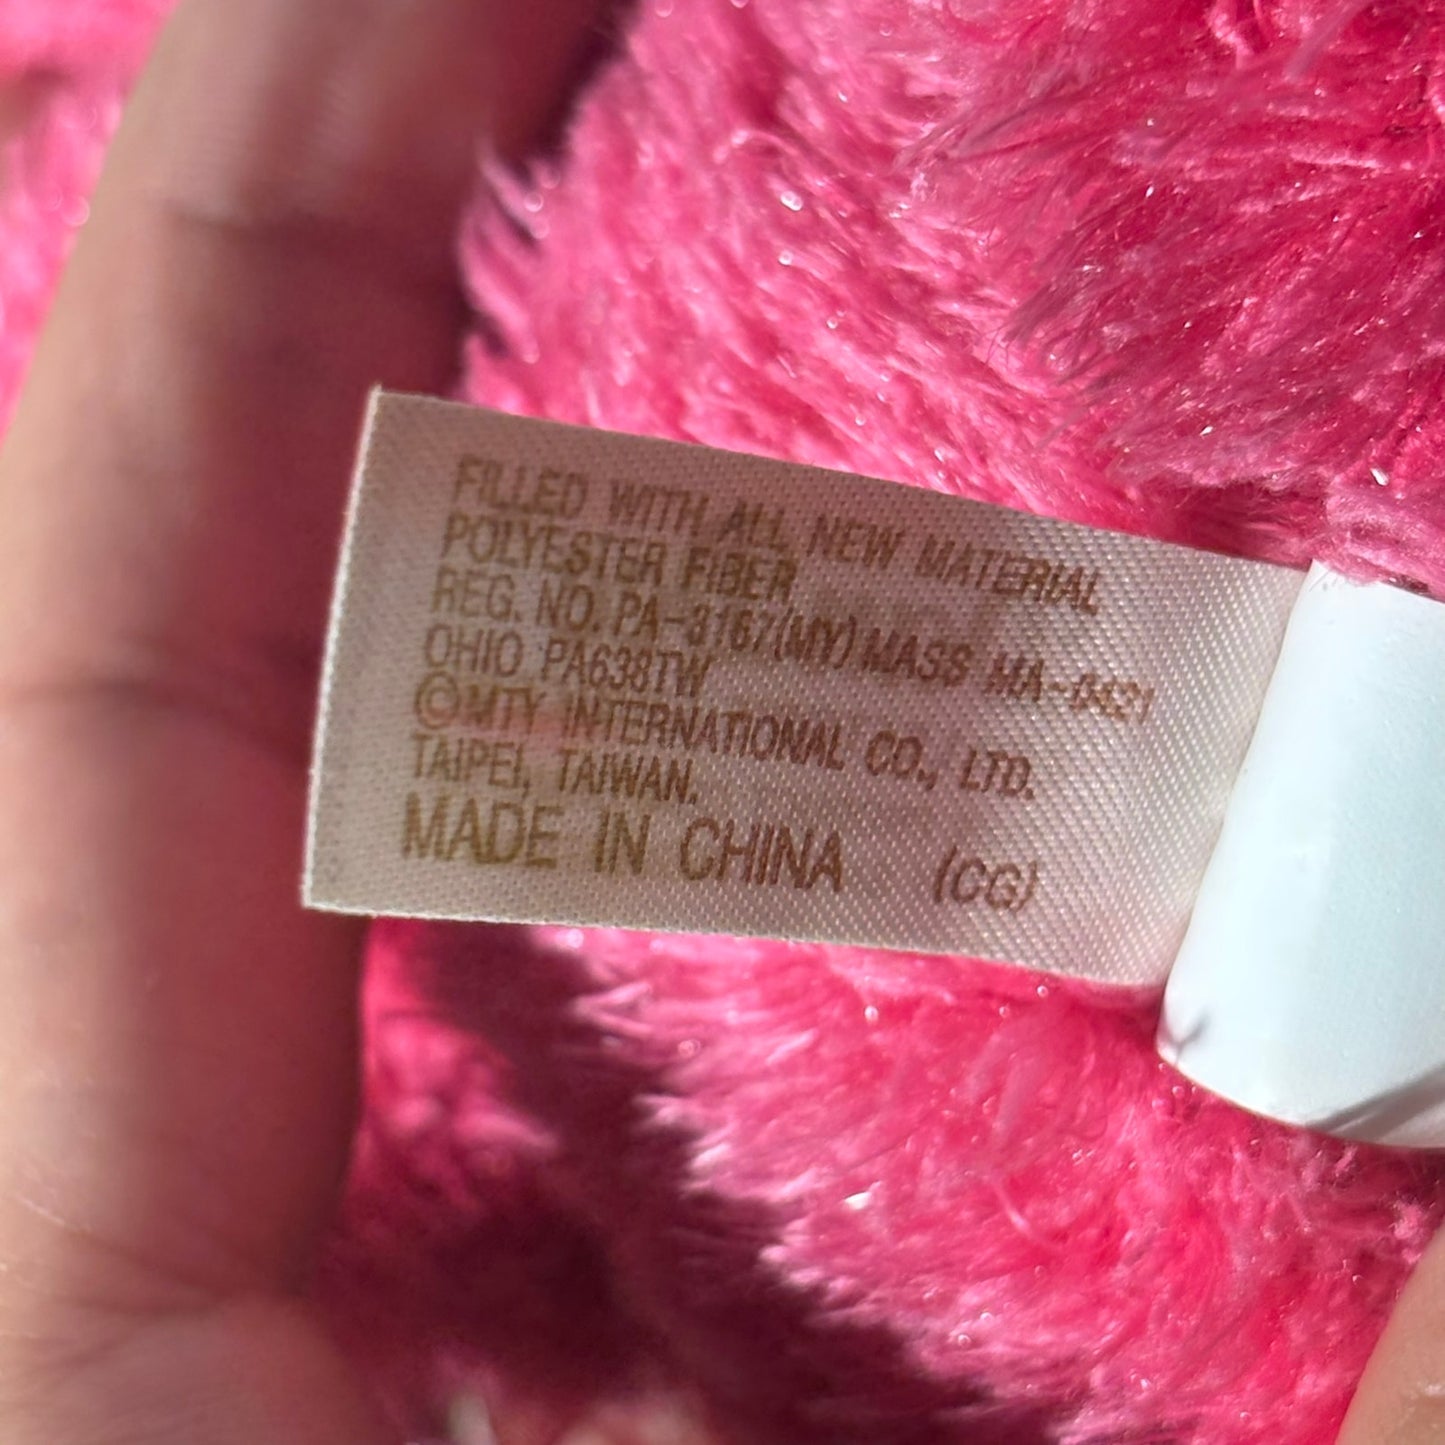 FILLED WITH ALL NEW MATERIAL
POLYESTER FIBER
REG. NO. PA-3167(MY) MASS MA-0421
OHIO PA638TW
©MTY INTERNATIONAL CO., LTD.
TAIPEI, TAIWAN.
MADE IN CHINA (CG)